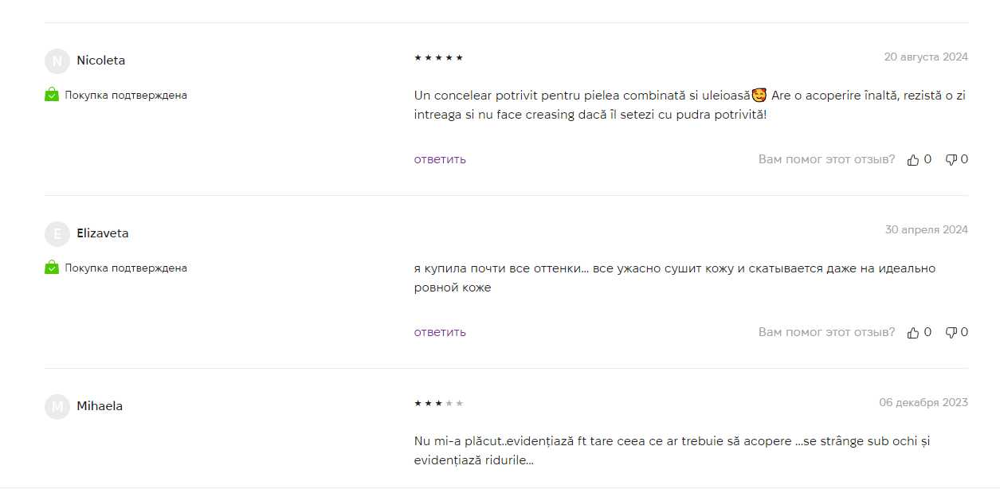 N Nicoleta
★★★★★
20 августа 2024
Покупка подтверждена
Un concelear potrivit pentru pielea combinată si uleioasă🥰 Are o acoperire înaltă, rezistă o zi
intreaga si nu face creasing dacă îl setezi cu pudra potrivită!
ответить
Вам помог этот отзыв? 0 0
E Elizaveta
30 апреля 2024
Покупка подтверждена
я купила почти все оттенки... все ужасно сушит кожу и скатывается даже на идеально
ровной коже
ответить
Вам помог этот отзыв? 0 0
M Mihaela
★★★★★
06 декабря 2023
Nu mi-a plăcut..evidențiază ft tare ceea ce ar trebuie să acopere ...se strânge sub ochi și
evidențiază ridurile...